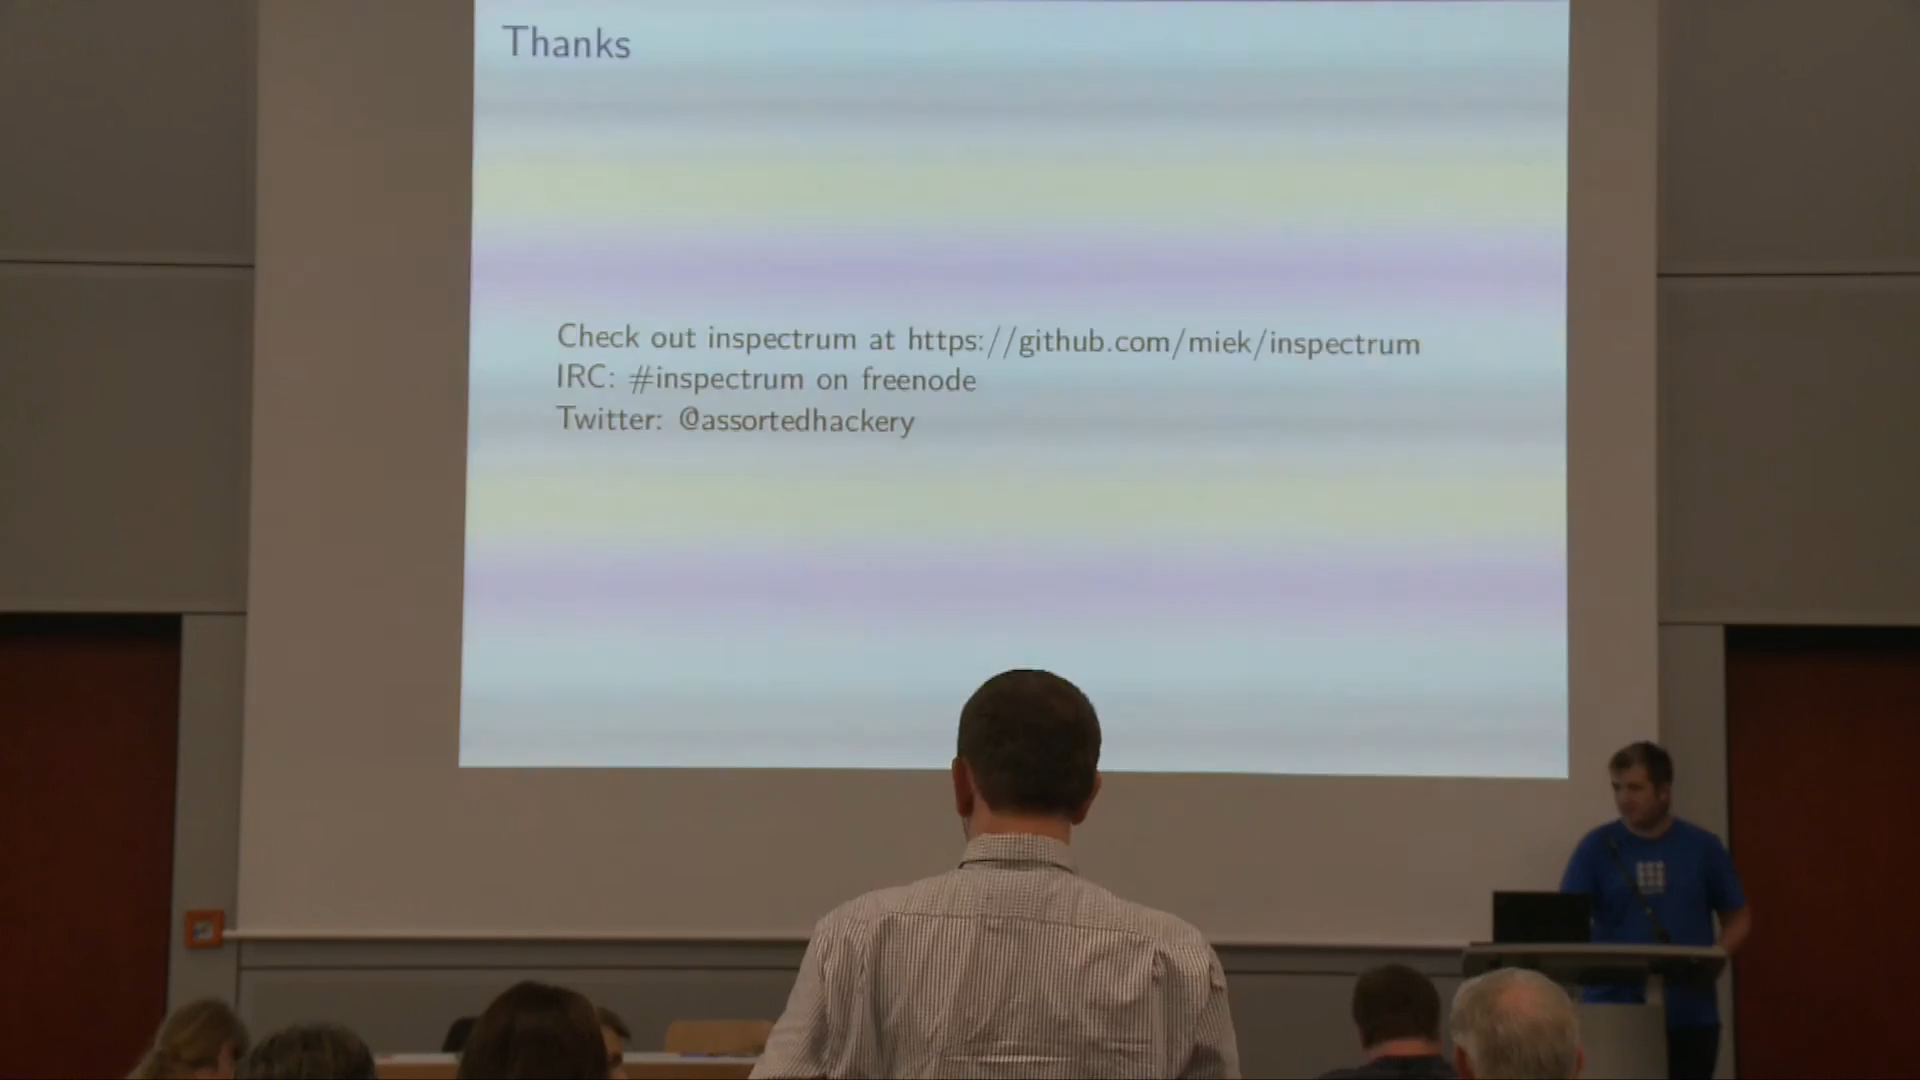 Thanks
Check out inspectrum at https://github.com/miek/inspectrum
IRC: #inspectrum on freenode
Twitter: @assortedhackery